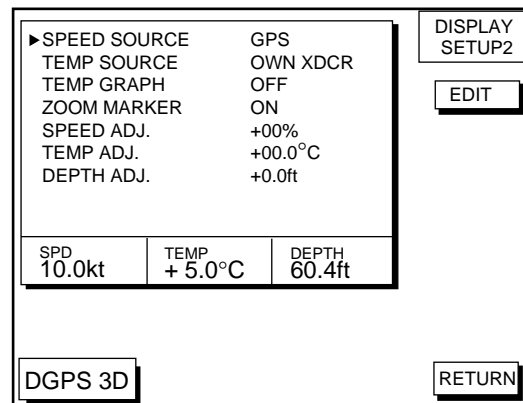 DISPLAY
SETUP2
▶SPEED SOURCE GPS
TEMP SOURCE OWN XDCR
TEMP GRAPH OFF
ZOOM MARKER ON
SPEED ADJ. +00%
TEMP ADJ. +00.0°C
DEPTH ADJ. +0.0ft
EDIT
SPD TEMP DEPTH
10.0kt + 5.0°C 60.4ft
DGPS 3D RETURN